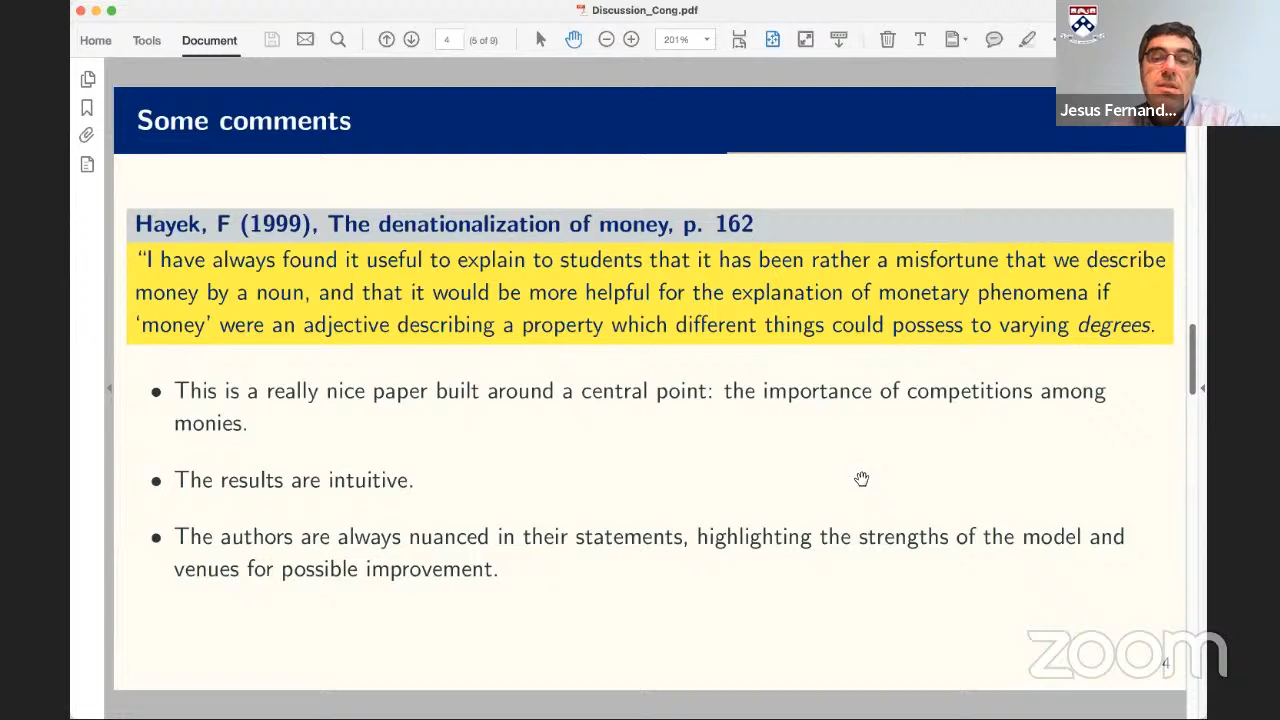 Discussion_Cong.pdf
Home Tools Document 4 (5 of 9) 201%
Jesus Fernand...
Some comments
Hayek, F (1999), The denationalization of money, p. 162
“I have always found it useful to explain to students that it has been rather a misfortune that we describe
money by a noun, and that it would be more helpful for the explanation of monetary phenomena if
‘money’ were an adjective describing a property which different things could possess to varying degrees.
• This is a really nice paper built around a central point: the importance of competitions among
monies.
• The results are intuitive.
• The authors are always nuanced in their statements, highlighting the strengths of the model and
venues for possible improvement.
zoom
4